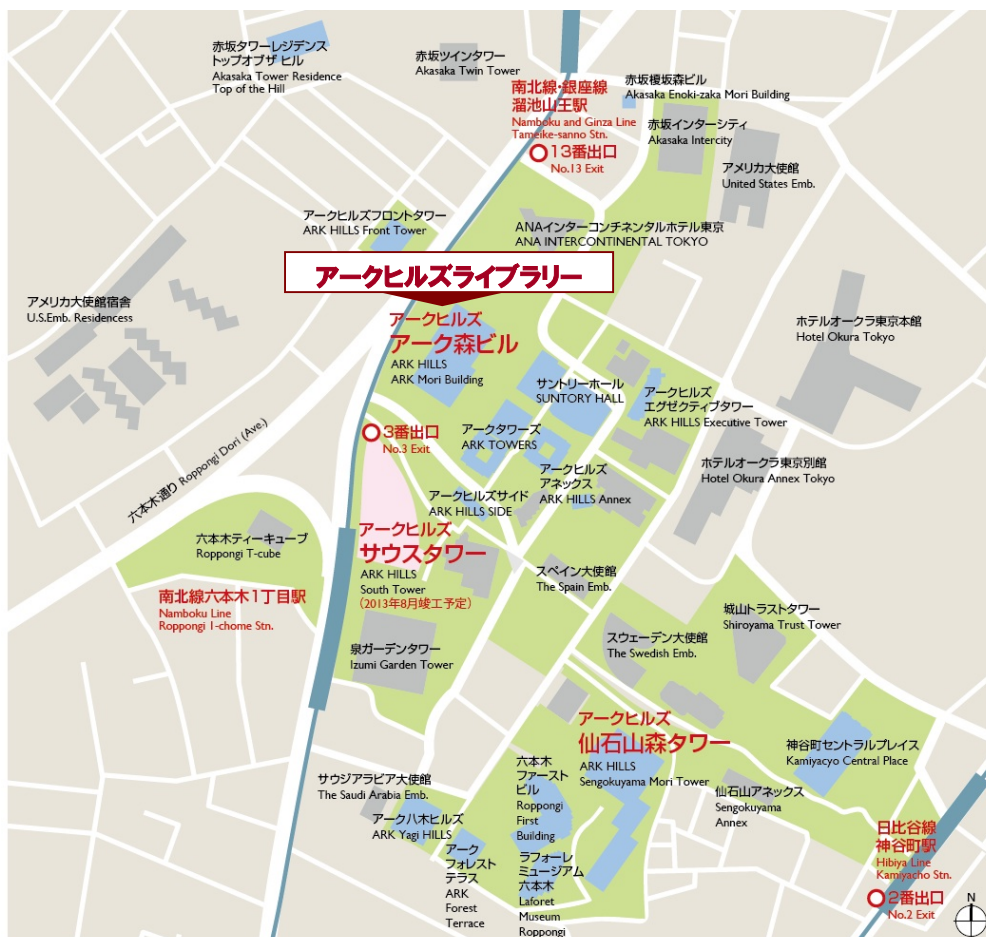 赤坂タワーレジデンス
トップオブザ ヒル
Akasaka Tower Residence
Top of the Hill
赤坂ツインタワー
Akasaka Twin Tower
南北線・銀座線
溜池山王駅
Namboku and Ginza Line
Tameike-sanno Stn.
13番出口
No.13 Exit
赤坂榎坂森ビル
Akasaka Enoki-zaka Mori Building
赤坂インターシティ
Akasaka Intercity
アメリカ大使館
United States Emb.
アークヒルズフロントタワー
ARK HILLS Front Tower
ANAインターコンチネンタルホテル東京
ANA INTERCONTINENTAL TOKYO
アークヒルズライブラリー
アメリカ大使館宿舎
U.S.Emb. Residencess
アークヒルズ
アーク森ビル
ARK HILLS
ARK Mori Building
ホテルオークラ東京本館
Hotel Okura Tokyo
サントリーホール
SUNTORY HALL
アークヒルズ
エグゼクティブタワー
ARK HILLS Executive Tower
3番出口
No.3 Exit
アークタワーズ
ARK TOWERS
六本木通り Roppongi Dori (Ave.)
アークヒルズ
アネックス
ARK HILLS Annex
ホテルオークラ東京別館
Hotel Okura Annex Tokyo
アークヒルズサイド
ARK HILLS SIDE
六本木ティーキューブ
Roppongi T-cube
アークヒルズ
サウスタワー
ARK HILLS
South Tower
(2013年8月竣工予定)
南北線六本木1丁目駅
Namboku Line
Roppongi 1-chome Stn.
スペイン大使館
The Spain Emb.
城山トラストタワー
Shiroyama Trust Tower
スウェーデン大使館
The Swedish Emb.
泉ガーデンタワー
Izumi Garden Tower
アークヒルズ
仙石山森タワー
ARK HILLS
Sengokuyama Mori Tower
神谷町セントラルプレイス
Kamiyacyo Central Place
サウジアラビア大使館
The Saudi Arabia Emb.
六本木
ファースト
ビル
Roppongi
First
Building
仙石山アネックス
Sengokuyama
Annex
アーク八木ヒルズ
ARK Yagi HILLS
日比谷線
神谷町駅
Hibiya Line
Kamiyacho Stn.
2番出口
No.2 Exit
アーク
フォレスト
テラス
ARK
Forest
Terrace
ラフォーレ
ミュージアム
六本木
Laforet
Museum
Roppongi
N